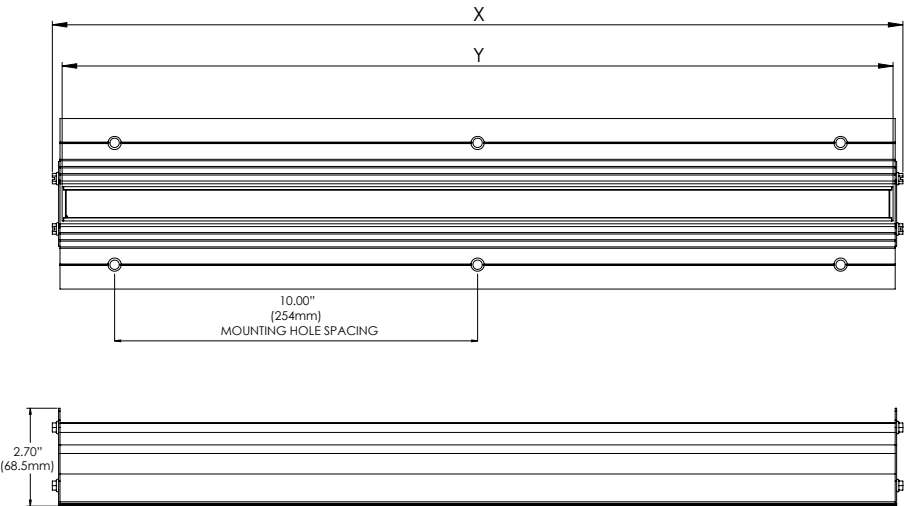 X
Y
10.00"
(254mm)
MOUNTING HOLE SPACING
2.70"
(68.5mm)